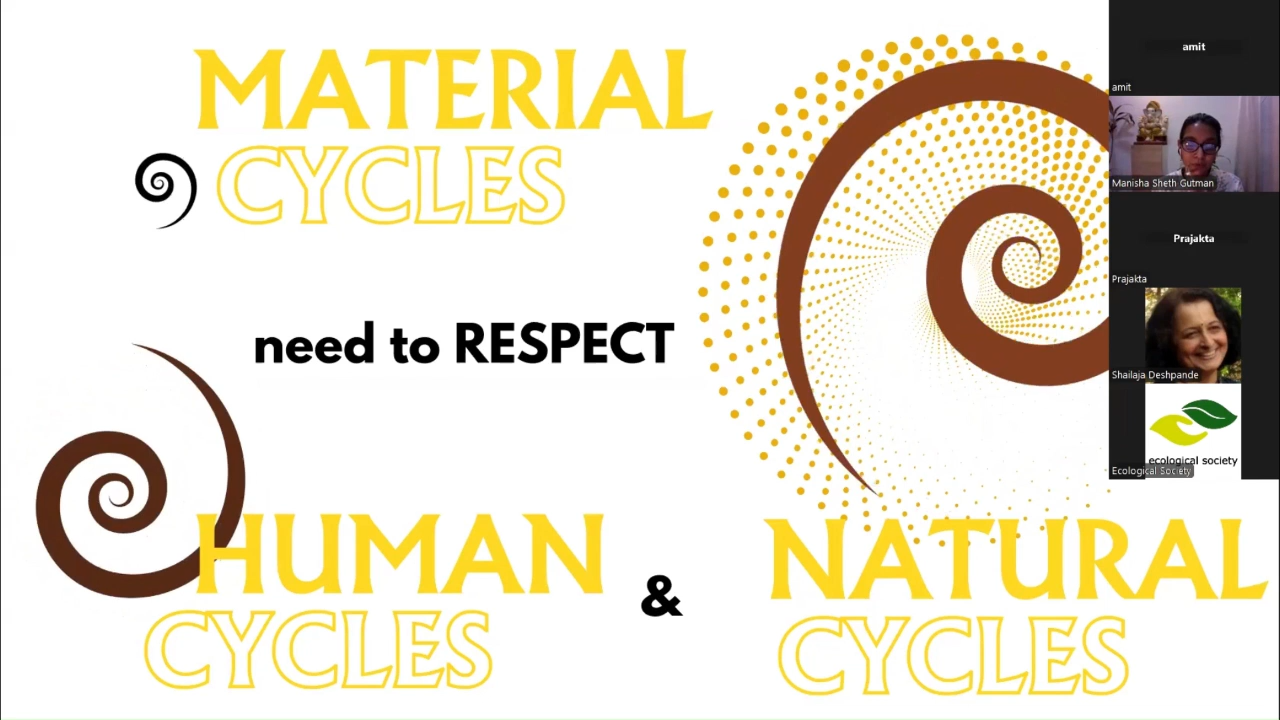 MATERIAL
CYCLES
need to RESPECT
HUMAN
CYCLES
&
NATURAL
CYCLES
amit
amit
Manisha Sheth Gutman
Prajakta
Prajakta
Shailaja Deshpande
ecological society
Ecological Society